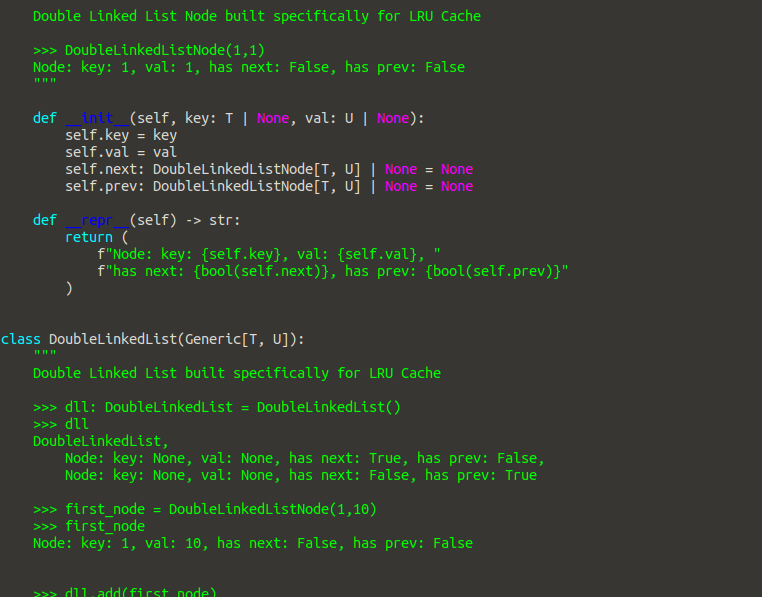 Double Linked List Node built specifically for LRU Cache

    >>> DoubleLinkedListNode(1,1)
    Node: key: 1, val: 1, has next: False, has prev: False
    """

    def __init__(self, key: T | None, val: U | None):
        self.key = key
        self.val = val
        self.next: DoubleLinkedListNode[T, U] | None = None
        self.prev: DoubleLinkedListNode[T, U] | None = None

    def __repr__(self) -> str:
        return (
            f"Node: key: {self.key}, val: {self.val}, "
            f"has next: {bool(self.next)}, has prev: {bool(self.prev)}"
        )


class DoubleLinkedList(Generic[T, U]):
    """
    Double Linked List built specifically for LRU Cache

    >>> dll: DoubleLinkedList = DoubleLinkedList()
    >>> dll
    DoubleLinkedList,
        Node: key: None, val: None, has next: True, has prev: False,
        Node: key: None, val: None, has next: False, has prev: True

    >>> first_node = DoubleLinkedListNode(1,10)
    >>> first_node
    Node: key: 1, val: 10, has next: False, has prev: False


    >>> dll.add(first_node)